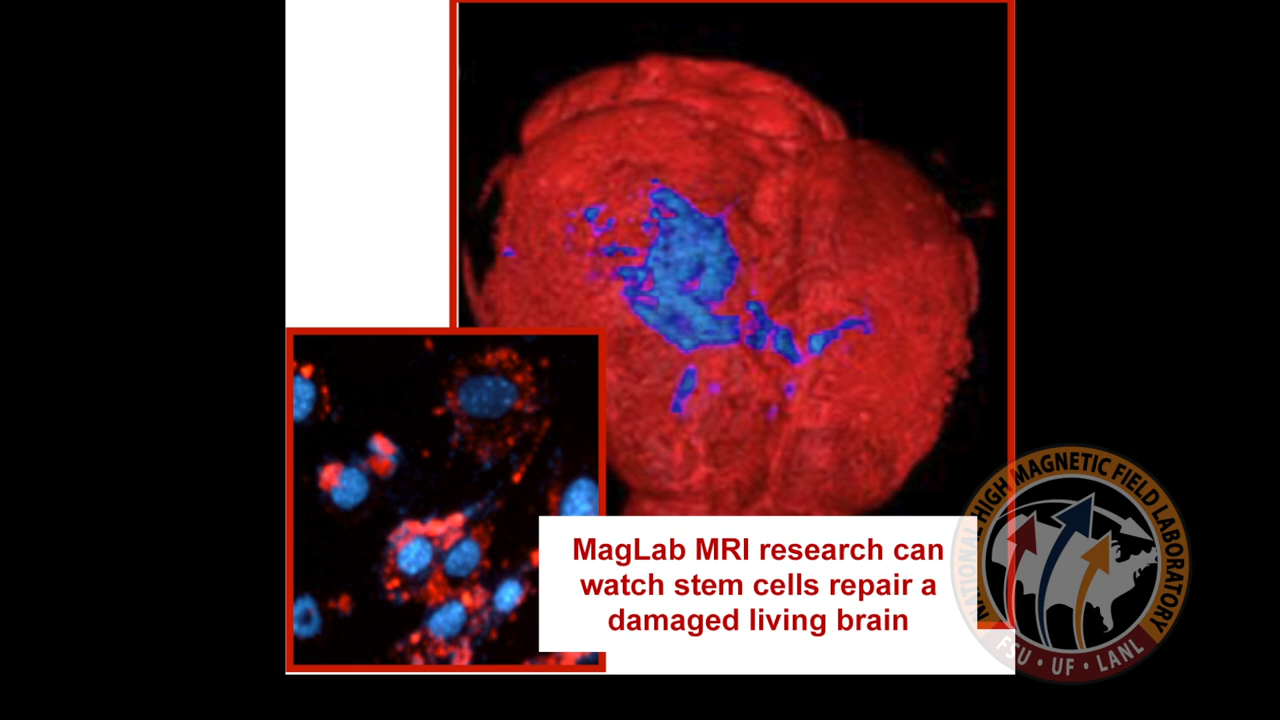 MagLab MRI research can
watch stem cells repair a
damaged living brain
NATIONAL HIGH MAGNETIC FIELD LABORATORY
FSU • UF • LANL